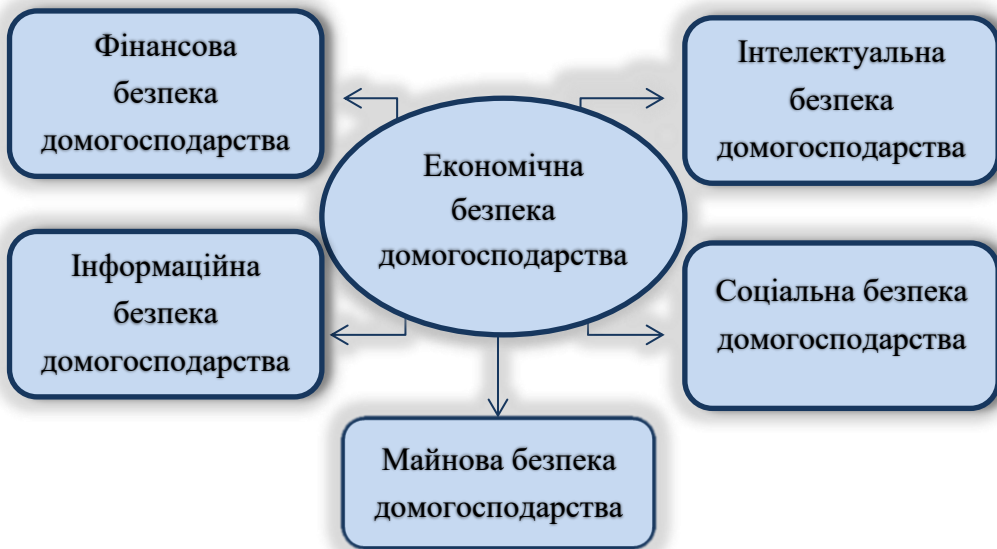 Фінансова
безпека
домогосподарства
Інтелектуальна
безпека
домогосподарства
Економічна
безпека
домогосподарства
Інформаційна
безпека
домогосподарства
Соціальна безпека
домогосподарства
Майнова безпека
домогосподарства